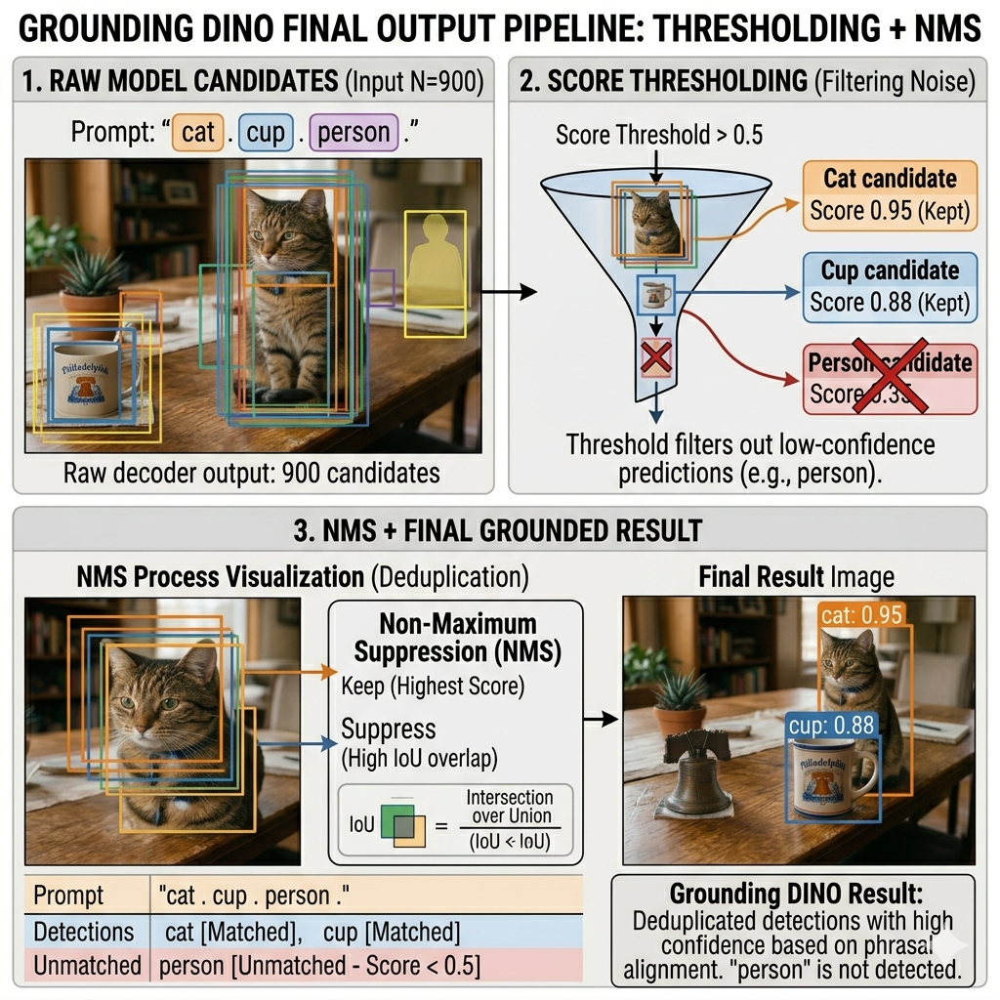 GROUNDING DINO FINAL OUTPUT PIPELINE: THRESHOLDING + NMS
1. RAW MODEL CANDIDATES (Input N=900)
Prompt: “ cat . cup . person .”
Raw decoder output: 900 candidates
2. SCORE THRESHOLDING (Filtering Noise)
Score Threshold > 0.5
Cat candidate
Score 0.95 (Kept)
Cup candidate
Score 0.88 (Kept)
Person candidate
Score 0.35
Threshold filters out low-confidence
predictions (e.g., person).
3. NMS + FINAL GROUNDED RESULT
NMS Process Visualization (Deduplication)
Non-Maximum
Suppression (NMS)
Keep (Highest Score)
Suppress
(High IoU overlap)
IoU = Intersection
over Union
(IoU < IoU)
Final Result Image
cat: 0.95
cup: 0.88
Philadelphia
Prompt "cat . cup . person ."
Detections cat [Matched], cup [Matched]
Unmatched person [Unmatched - Score < 0.5]
Grounding DINO Result:
Deduplicated detections with high
confidence based on phrasal
alignment. "person" is not detected.